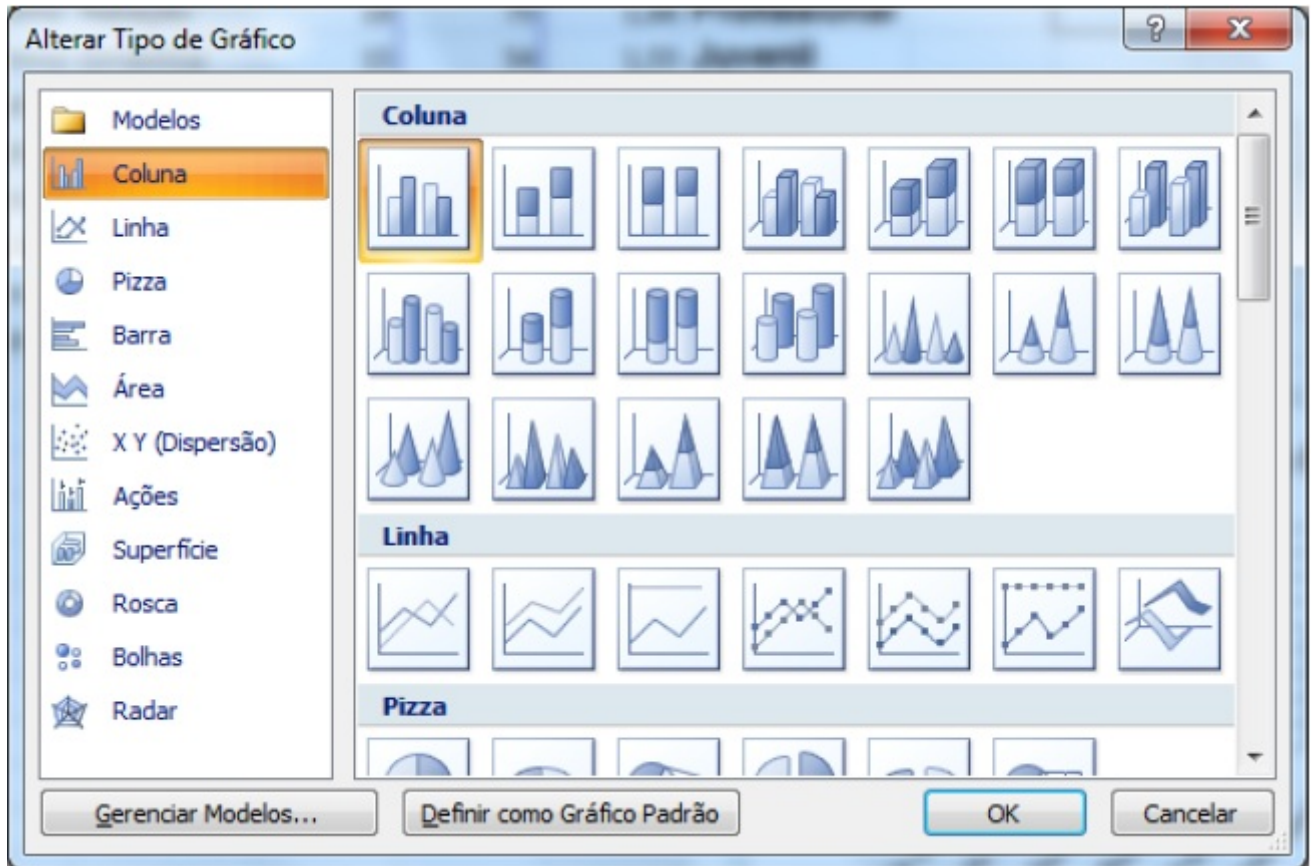 Alterar Tipo de Gráfico
Modelos
Coluna
Linha
Pizza
Barra
Área
X Y (Dispersão)
Ações
Superfície
Rosca
Bolhas
Radar
Coluna
Linha
Pizza
Gerenciar Modelos...
Definir como Gráfico Padrão
OK
Cancelar